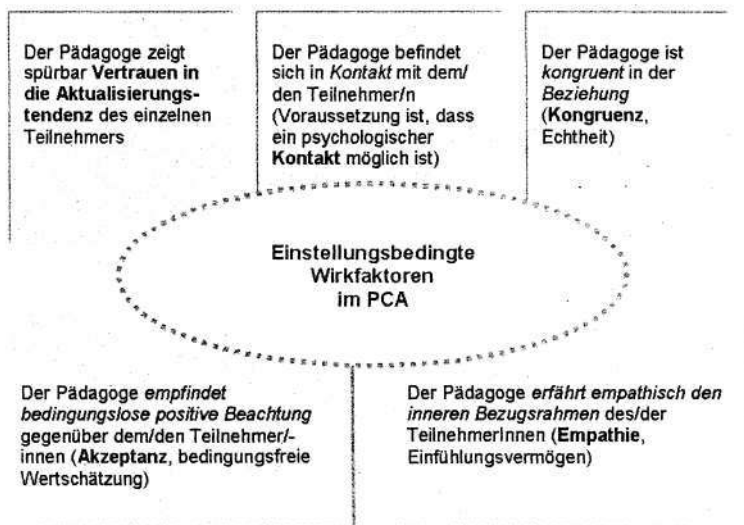 Der Pädagoge zeigt
spürbar Vertrauen in
die Aktualisierungs-
tendenz des einzelnen
Teilnehmers
Der Pädagoge befindet
sich in Kontakt mit dem/
den Teilnehmer/n
(Voraussetzung ist, dass
ein psychologischer
Kontakt möglich ist)
Der Pädagoge ist
kongruent in der
Beziehung
(Kongruenz,
Echtheit)
Einstellungsbedingte
Wirkfaktoren
im PCA
Der Pädagoge empfindet
bedingungslose positive Beachtung
gegenüber dem/den Teilnehmer/-
innen (Akzeptanz, bedingungsfreie
Wertschätzung)
Der Pädagoge erfährt empathisch den
inneren Bezugsrahmen des/der
TeilnehmerInnen (Empathie,
Einfühlungsvermögen)